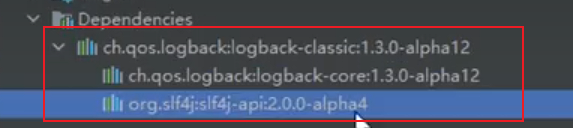 Dependencies
ch.qos.logback:logback-classic:1.3.0-alpha12
ch.qos.logback:logback-core:1.3.0-alpha12
org.slf4j:slf4j-api:2.0.0-alpha4